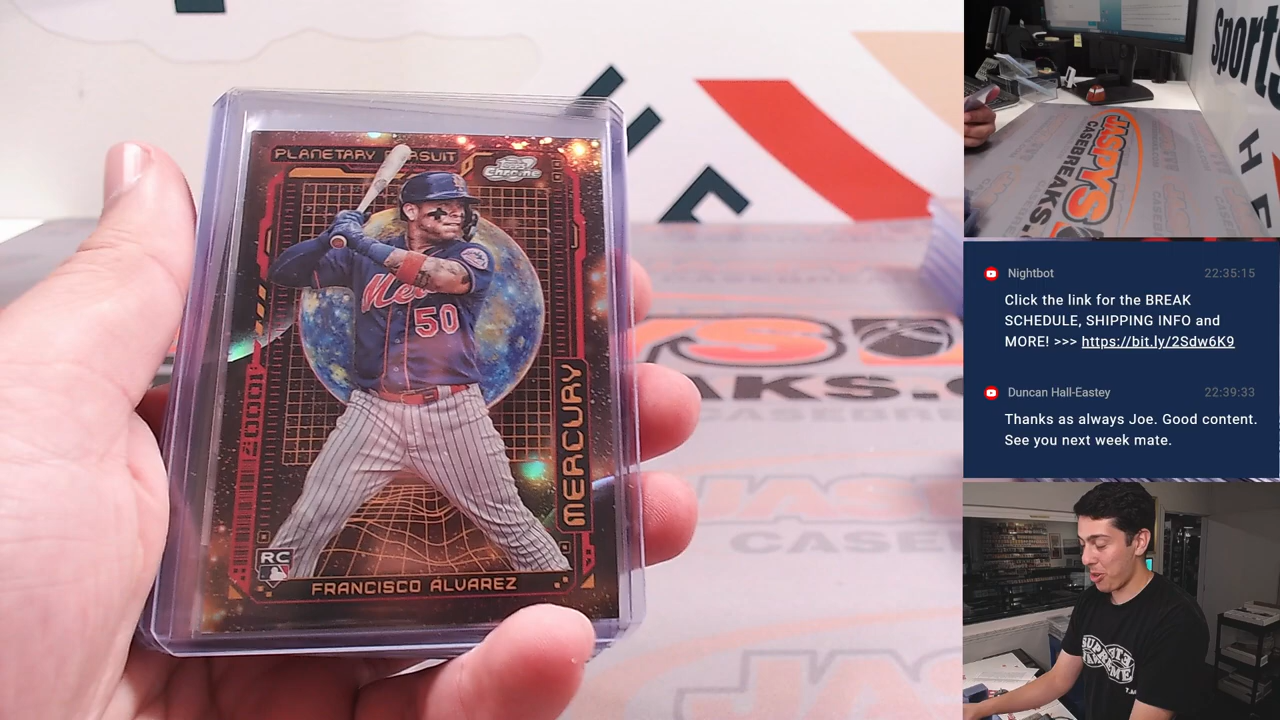 PLANETARY PURSUIT
Chrome
Mets
50
MERCURY
RC
FRANCISCO ÁLVAREZ
Sports
JASPYS
CASEBREAKS
Nightbot
22:35:15
Click the link for the BREAK
SCHEDULE, SHIPPING INFO and
MORE! >>> https://bit.ly/2Sdw6K9
Duncan Hall-Eastey
22:39:33
Thanks as always Joe. Good content.
See you next week mate.
SUPREME